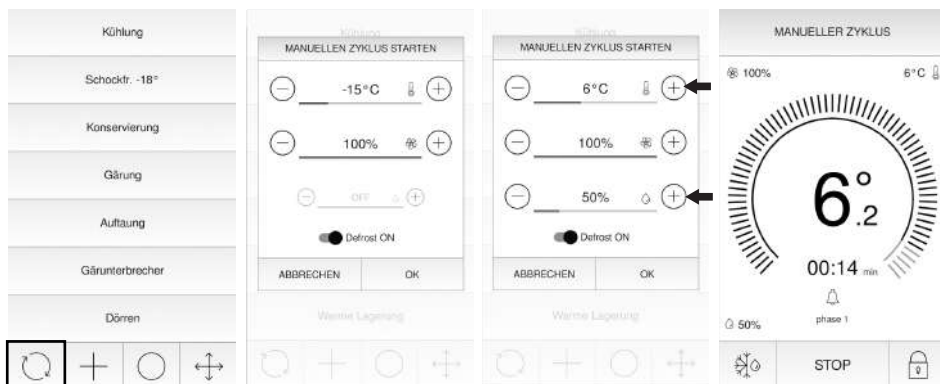 Kühlung
Schockfr. -18°
Konservierung
Gärung
Auftauung
Gärunterbrecher
Dörren
Kühlung
MANUELLEN ZYKLUS STARTEN
-15°C
100%
OFF
Defrost ON
ABBRECHEN OK
Warme Lagerung
Kühlung
MANUELLEN ZYKLUS STARTEN
6°C
100%
50%
Defrost ON
ABBRECHEN OK
Warme Lagerung
MANUELLER ZYKLUS
100% 6°C
6°.2
00:14 min
phase 1
50%
STOP